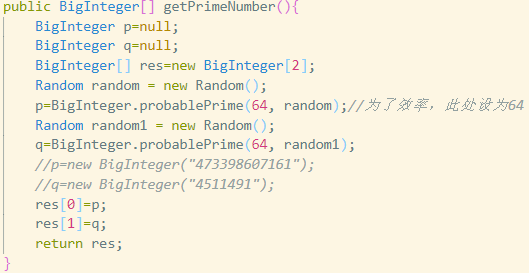 public BigInteger[] getPrimeNumber(){
    BigInteger p=null;
    BigInteger q=null;
    BigInteger[] res=new BigInteger[2];
    Random random = new Random();
    p=BigInteger.probablePrime(64, random);//为了效率，此处设为64
    Random random1 = new Random();
    q=BigInteger.probablePrime(64, random1);
    //p=new BigInteger("473398607161");
    //q=new BigInteger("4511491");
    res[0]=p;
    res[1]=q;
    return res;
}